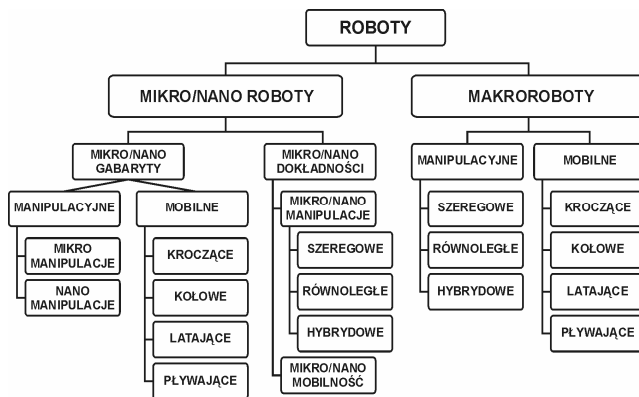 ROBOTY
MIKRO/NANO ROBOTY
MAKROROBOTY
MIKRO/NANO
GABARYTY
MIKRO/NANO
DOKŁADNOŚCI
MANIPULACYJNE
MOBILNE
MANIPULACYJNE
MOBILNE
MIKRO/NANO
MANIPULACJE
SZEREGOWE
KROCZĄCE
MIKRO
MANIPULACJE
KROCZĄCE
SZEREGOWE
RÓWNOLEGŁE
KOŁOWE
NANO
MANIPULACJE
KOŁOWE
RÓWNOLEGŁE
HYBRYDOWE
LATAJĄCE
LATAJĄCE
HYBRYDOWE
PŁYWAJĄCE
PŁYWAJĄCE
MIKRO/NANO
MOBILNOŚĆ